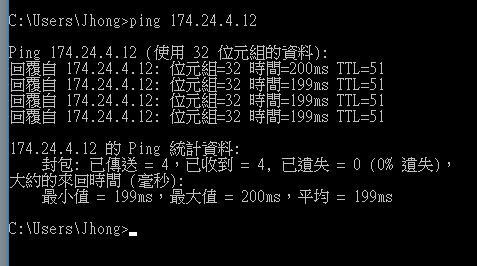 C:\Users\Jhong>ping 174.24.4.12
Ping 174.24.4.12 (使用 32 位元組的資料):
回覆自 174.24.4.12: 位元組=32 時間=200ms TTL=51
回覆自 174.24.4.12: 位元組=32 時間=199ms TTL=51
回覆自 174.24.4.12: 位元組=32 時間=199ms TTL=51
回覆自 174.24.4.12: 位元組=32 時間=199ms TTL=51
174.24.4.12 的 Ping 統計資料:
封包: 已傳送 = 4，已收到 = 4, 已遺失 = 0 (0% 遺失)，
大約的來回時間 (毫秒):
最小值 = 199ms，最大值 = 200ms，平均 = 199ms
C:\Users\Jhong>